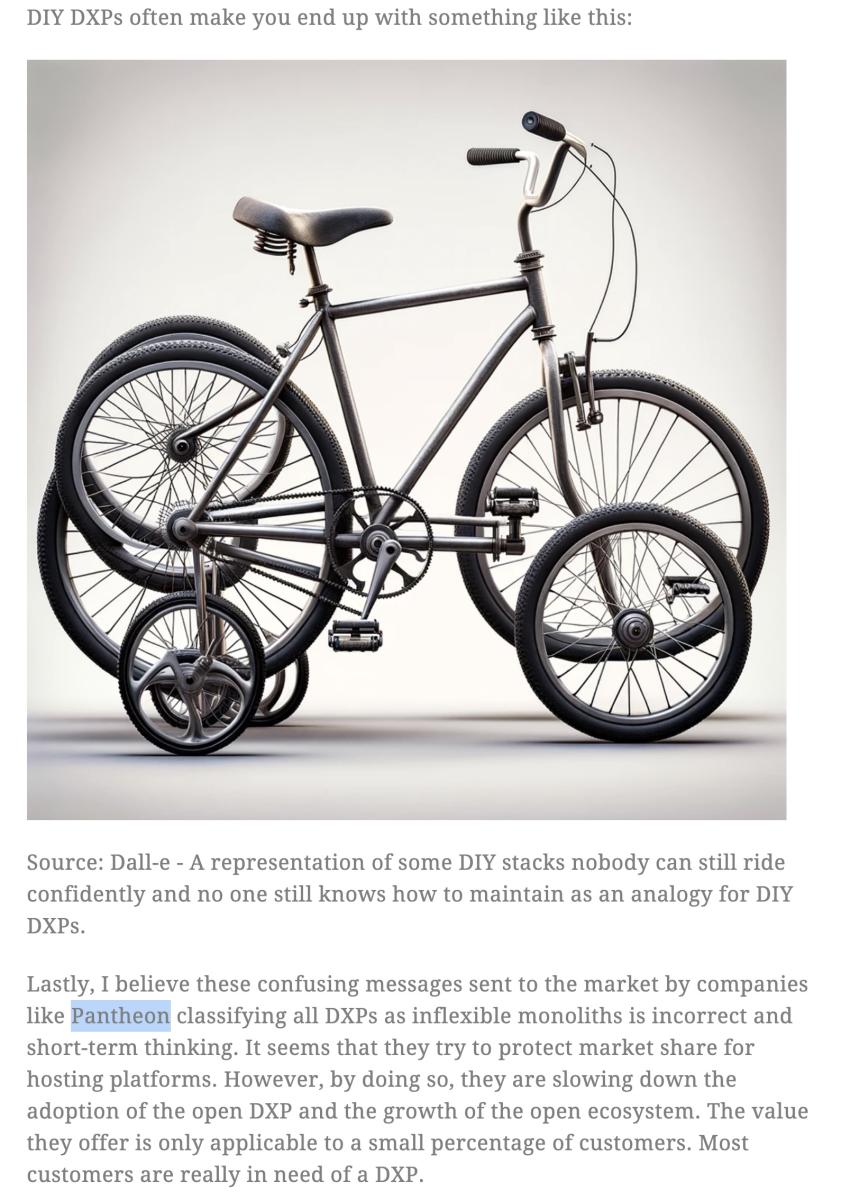 DIY DXPs often make you end up with something like this:
Source: Dall-e - A representation of some DIY stacks nobody can still ride
confidently and no one still knows how to maintain as an analogy for DIY
DXPs.
Lastly, I believe these confusing messages sent to the market by companies
like Pantheon classifying all DXPs as inflexible monoliths is incorrect and
short-term thinking. It seems that they try to protect market share for
hosting platforms. However, by doing so, they are slowing down the
adoption of the open DXP and the growth of the open ecosystem. The value
they offer is only applicable to a small percentage of customers. Most
customers are really in need of a DXP.